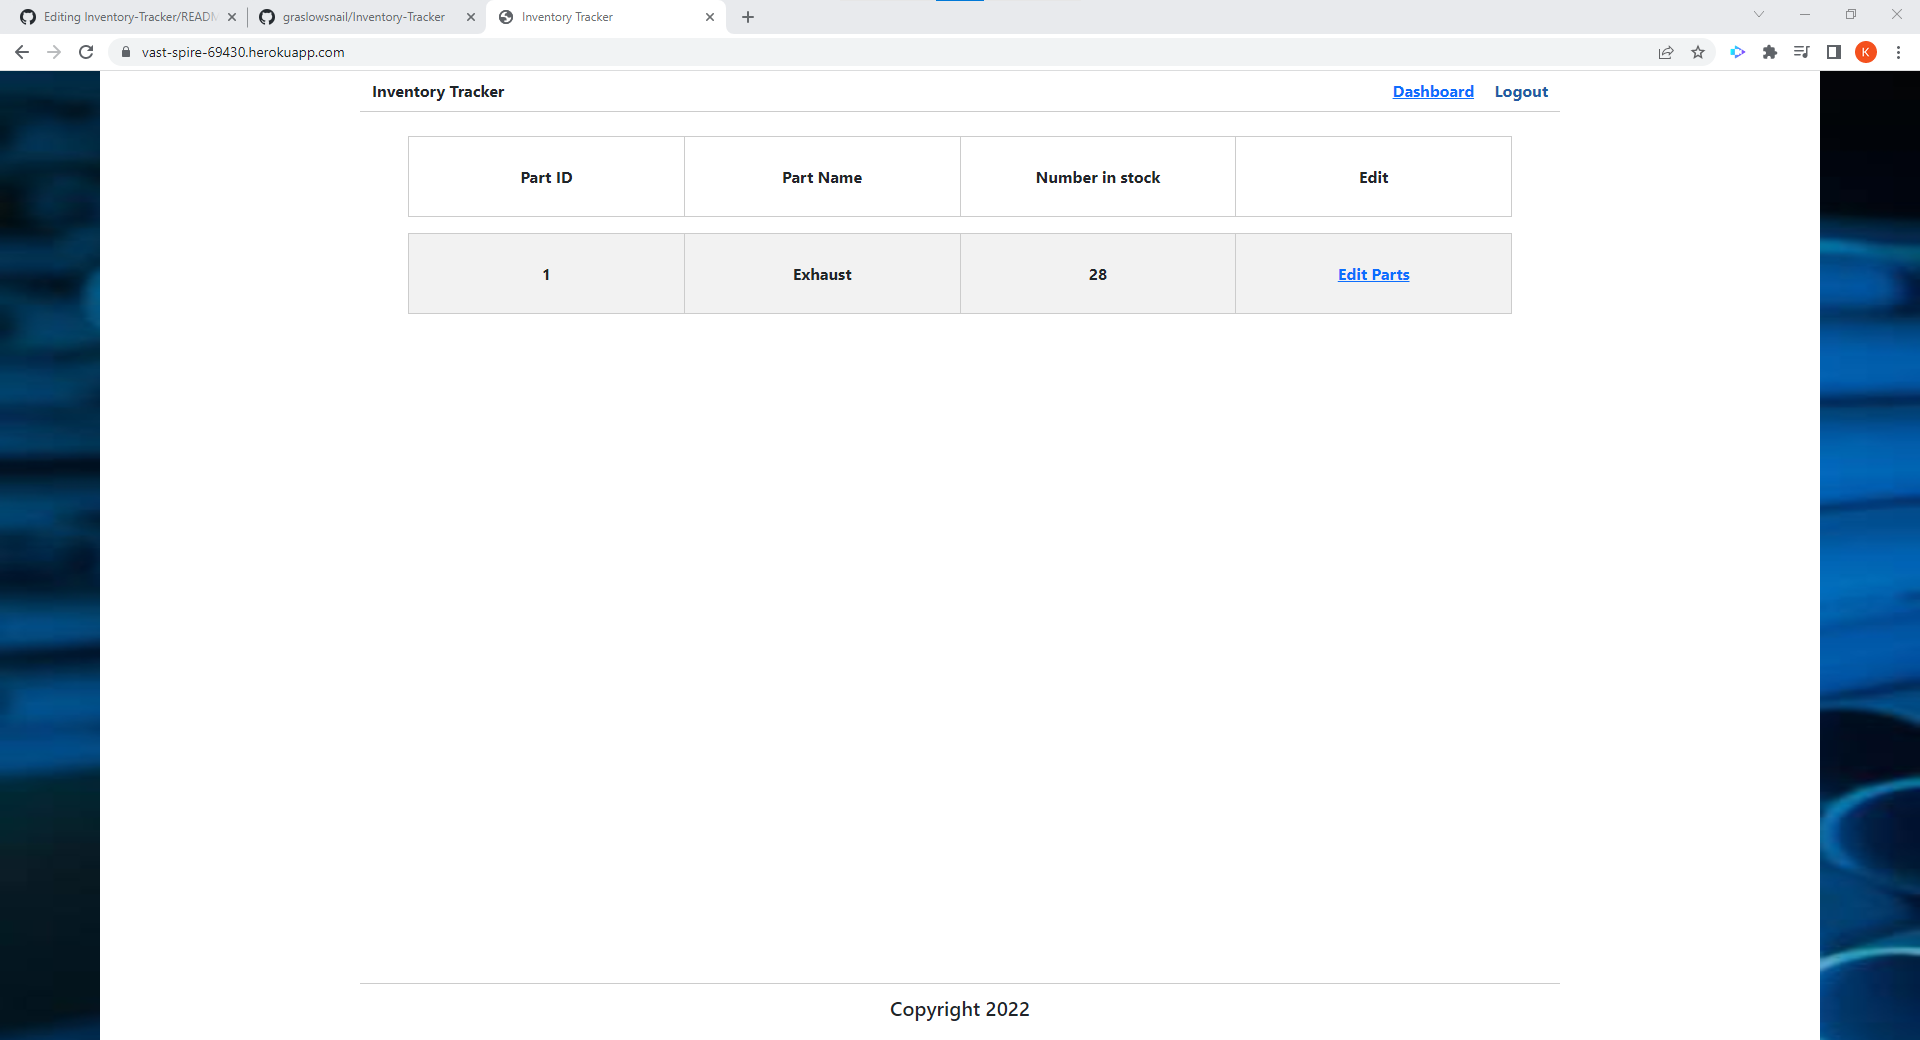 Editing Inventory-Tracker/READM
graslowsnail/Inventory-Tracker
Inventory Tracker
vast-spire-69430.herokuapp.com
K
Inventory Tracker
Dashboard
Logout
Part ID
Part Name
Number in stock
Edit
1
Exhaust
28
Edit Parts
Copyright 2022